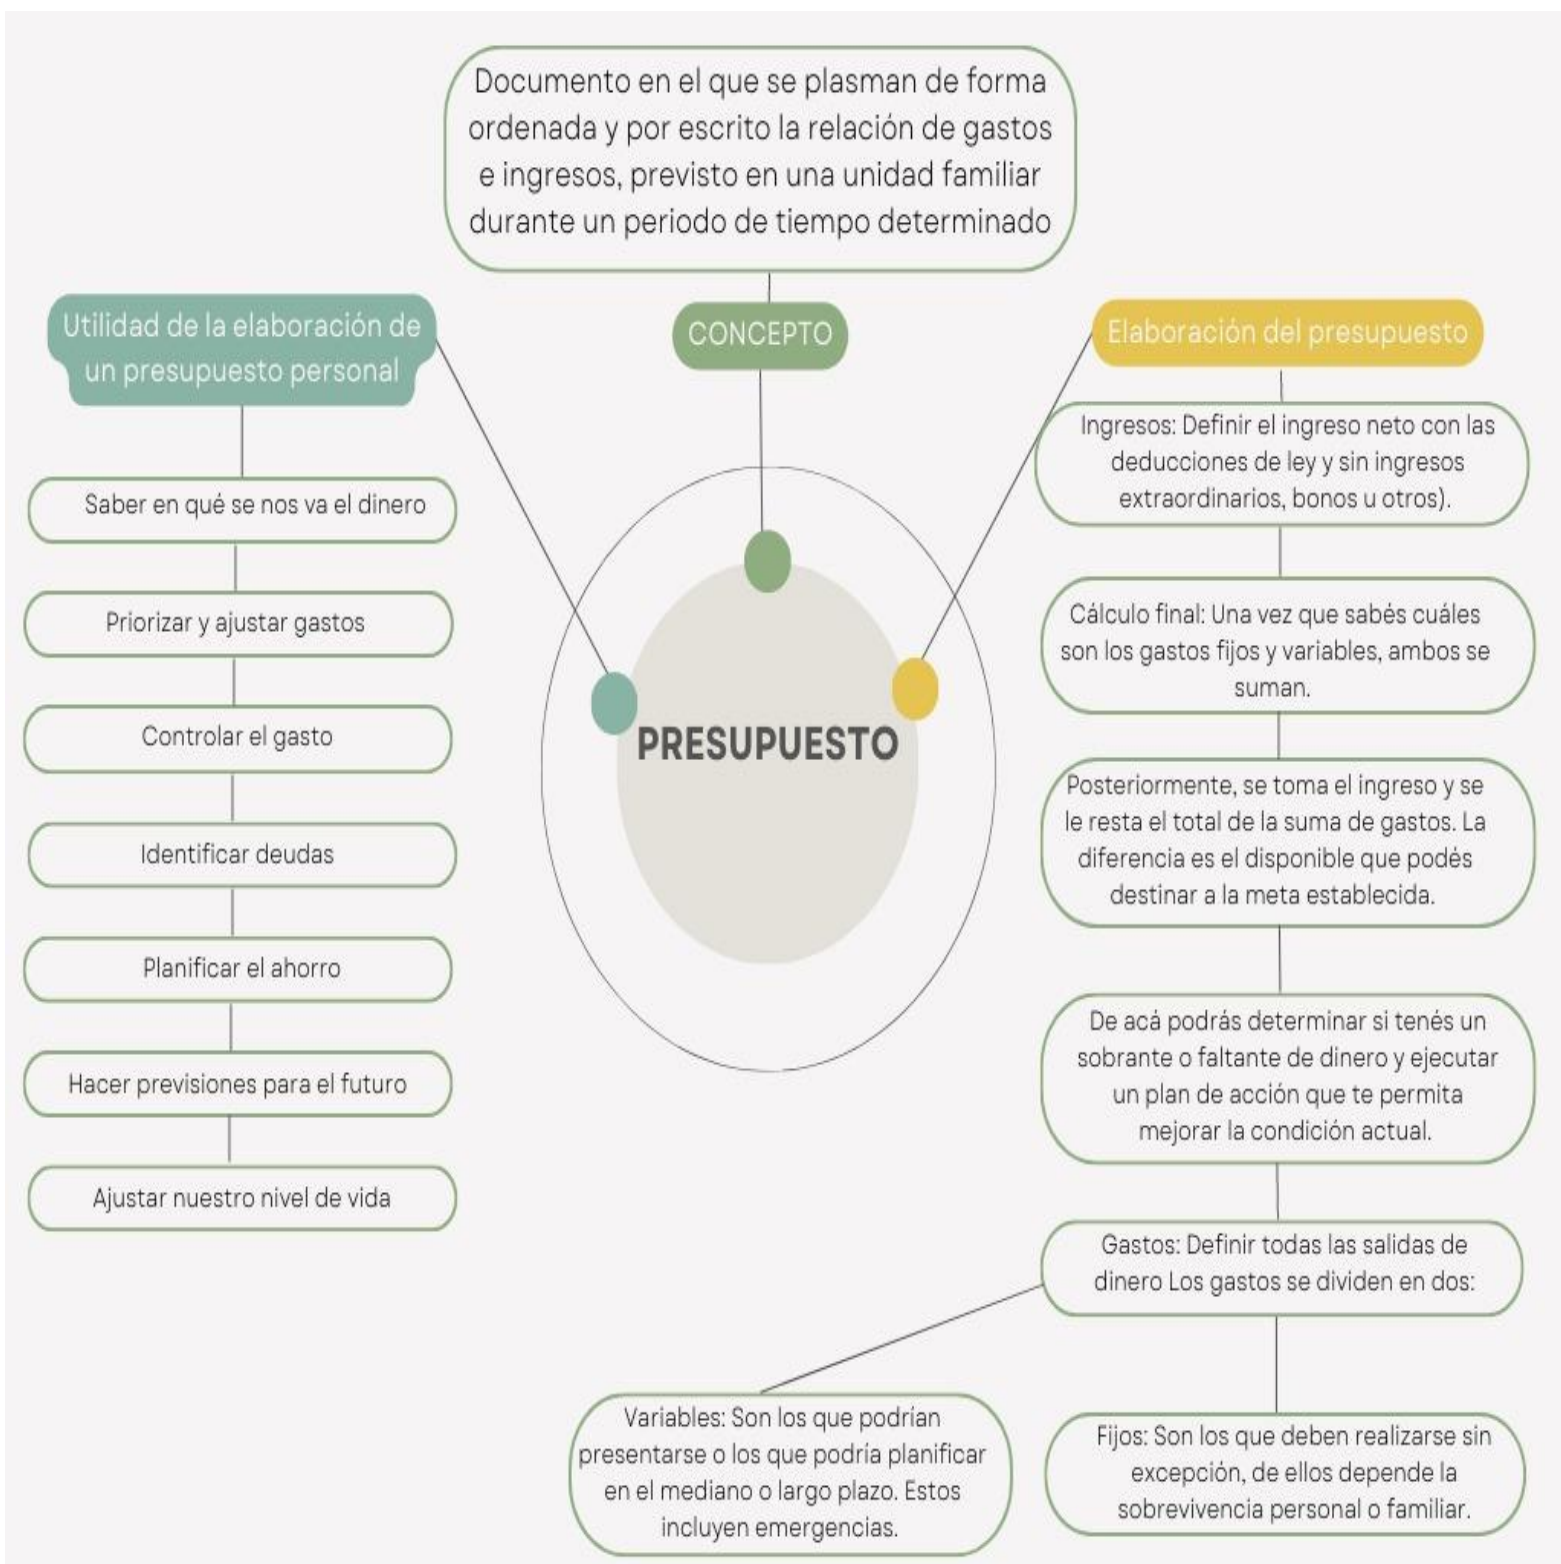 Documento en el que se plasman de forma
ordenada y por escrito la relación de gastos
e ingresos, previsto en una unidad familiar
durante un periodo de tiempo determinado
CONCEPTO
PRESUPUESTO
Utilidad de la elaboración de
un presupuesto personal
Saber en qué se nos va el dinero
Priorizar y ajustar gastos
Controlar el gasto
Identificar deudas
Planificar el ahorro
Hacer previsiones para el futuro
Ajustar nuestro nivel de vida
Elaboración del presupuesto
Ingresos: Definir el ingreso neto con las
deducciones de ley y sin ingresos
extraordinarios, bonos u otros).
Cálculo final: Una vez que sabés cuáles
son los gastos fijos y variables, ambos se
suman.
Posteriormente, se toma el ingreso y se
le resta el total de la suma de gastos. La
diferencia es el disponible que podés
destinar a la meta establecida.
De acá podrás determinar si tenés un
sobrante o faltante de dinero y ejecutar
un plan de acción que te permita
mejorar la condición actual.
Gastos: Definir todas las salidas de
dinero Los gastos se dividen en dos:
Variables: Son los que podrían
presentarse o los que podría planificar
en el mediano o largo plazo. Estos
incluyen emergencias.
Fijos: Son los que deben realizarse sin
excepción, de ellos depende la
sobrevivencia personal o familiar.